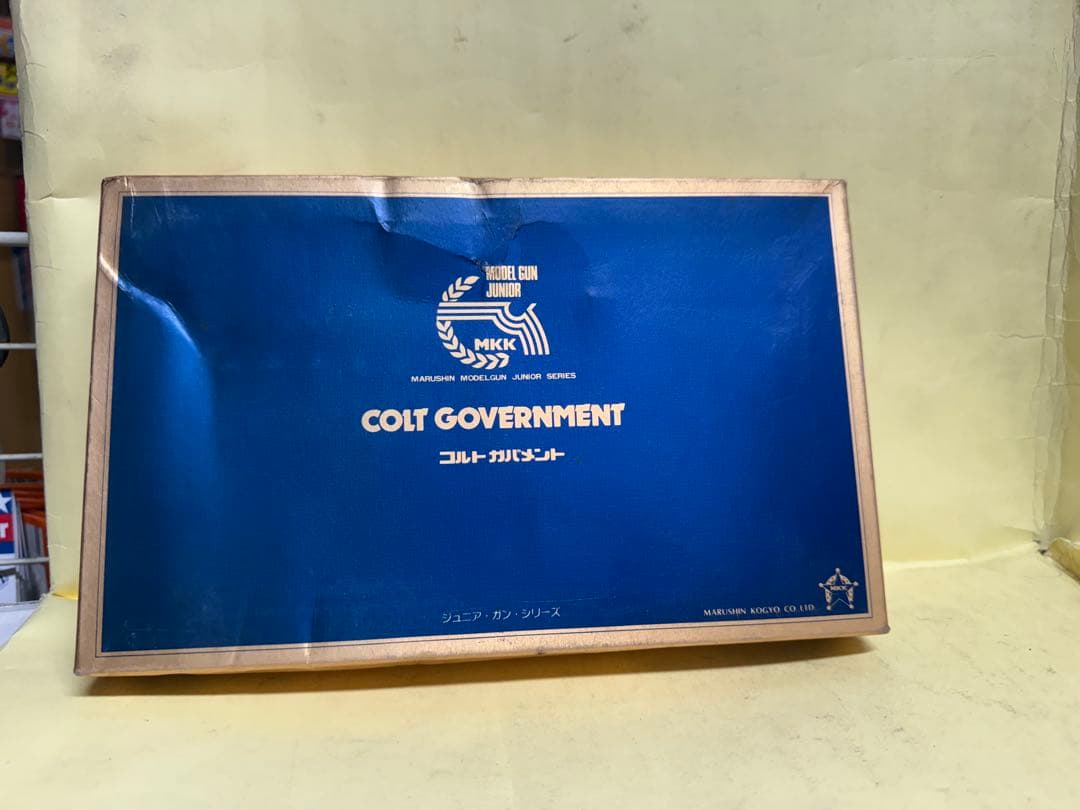 MODEL GUN
JUNIOR
MKK
MARUSHIN MODELGUN JUNIOR SERIES
COLT GOVERNMENT
コルト ガバメント
ジュニア・ガン・シリーズ
MARUSHIN KOGYO CO. LTD.
MKK